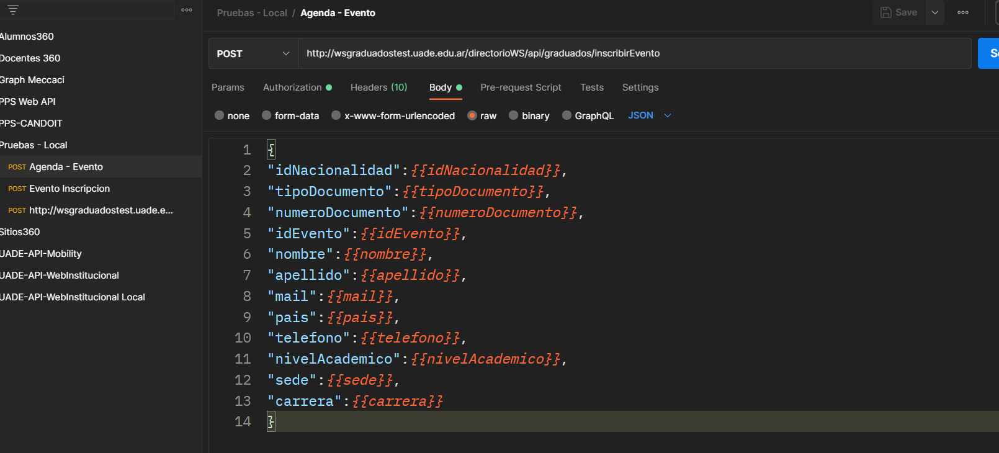 Alumnos360
Docentes 360
Graph Meccaci
PPS Web API
PPS-CANDOIT
Pruebas - Local
POST Agenda - Evento
POST Evento Inscripcion
POST http://wsgraduadostest.uade.e...
Sitios360
UADE-API-Mobility
UADE-API-WebInstitucional
UADE-API-WebInstitucional Local
Pruebas - Local / Agenda - Evento
Save
POST
http://wsgraduadostest.uade.edu.ar/directorioWS/api/graduados/inscribirEvento
Params Authorization Headers (10) Body Pre-request Script Tests Settings
none form-data x-www-form-urlencoded raw binary GraphQL JSON
1 {
2 "idNacionalidad":{{idNacionalidad}},
3 "tipoDocumento":{{tipoDocumento}},
4 "numeroDocumento":{{numeroDocumento}},
5 "idEvento":{{idEvento}},
6 "nombre":{{nombre}},
7 "apellido":{{apellido}},
8 "mail":{{mail}},
9 "pais":{{pais}},
10 "telefono":{{telefono}},
11 "nivelAcademico":{{nivelAcademico}},
12 "sede":{{sede}},
13 "carrera":{{carrera}}
14 }